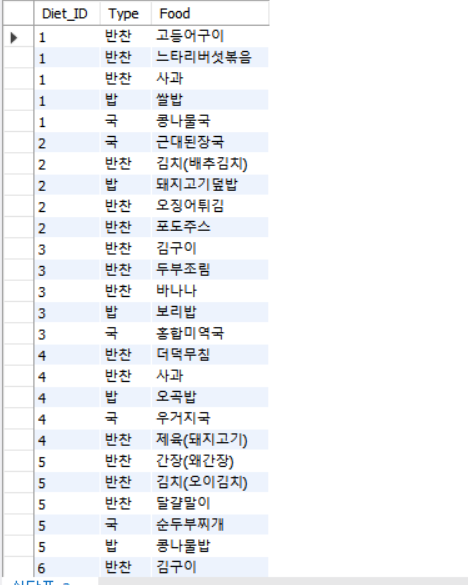 Diet_ID Type Food
1 반찬 고등어구이
1 반찬 느타리버섯볶음
1 반찬 사과
1 밥 쌀밥
1 국 콩나물국
2 국 근대된장국
2 반찬 김치(배추김치)
2 밥 돼지고기덮밥
2 반찬 오징어튀김
2 반찬 포도주스
3 반찬 김구이
3 반찬 두부조림
3 반찬 바나나
3 밥 보리밥
3 국 홍합미역국
4 반찬 더덕무침
4 반찬 사과
4 밥 오곡밥
4 국 우거지국
4 반찬 제육(돼지고기)
5 반찬 간장(왜간장)
5 반찬 김치(오이김치)
5 반찬 달걀말이
5 국 순두부찌개
5 밥 콩나물밥
6 반찬 김구이